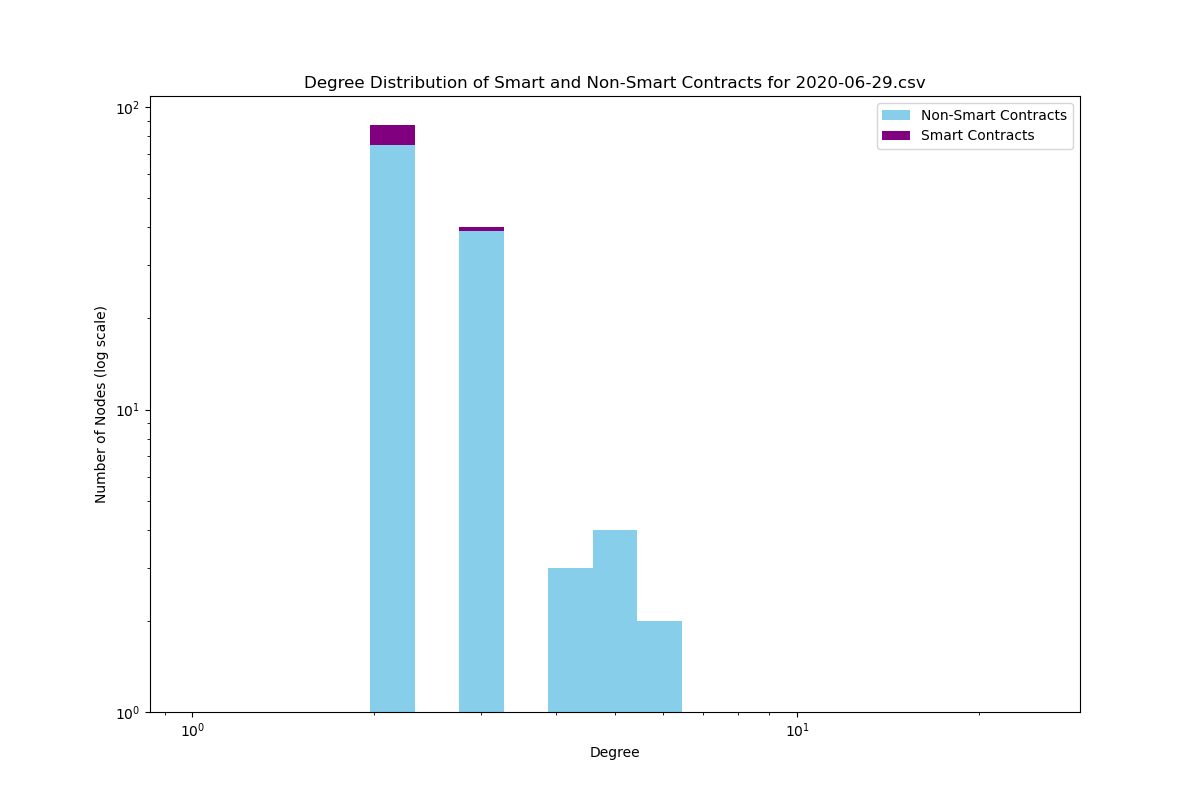 Degree Distribution of Smart and Non-Smart Contracts for 2020-06-29.csv
Non-Smart Contracts
Smart Contracts
Number of Nodes (log scale)
10²
10¹
10⁰
10⁰ 10¹
Degree